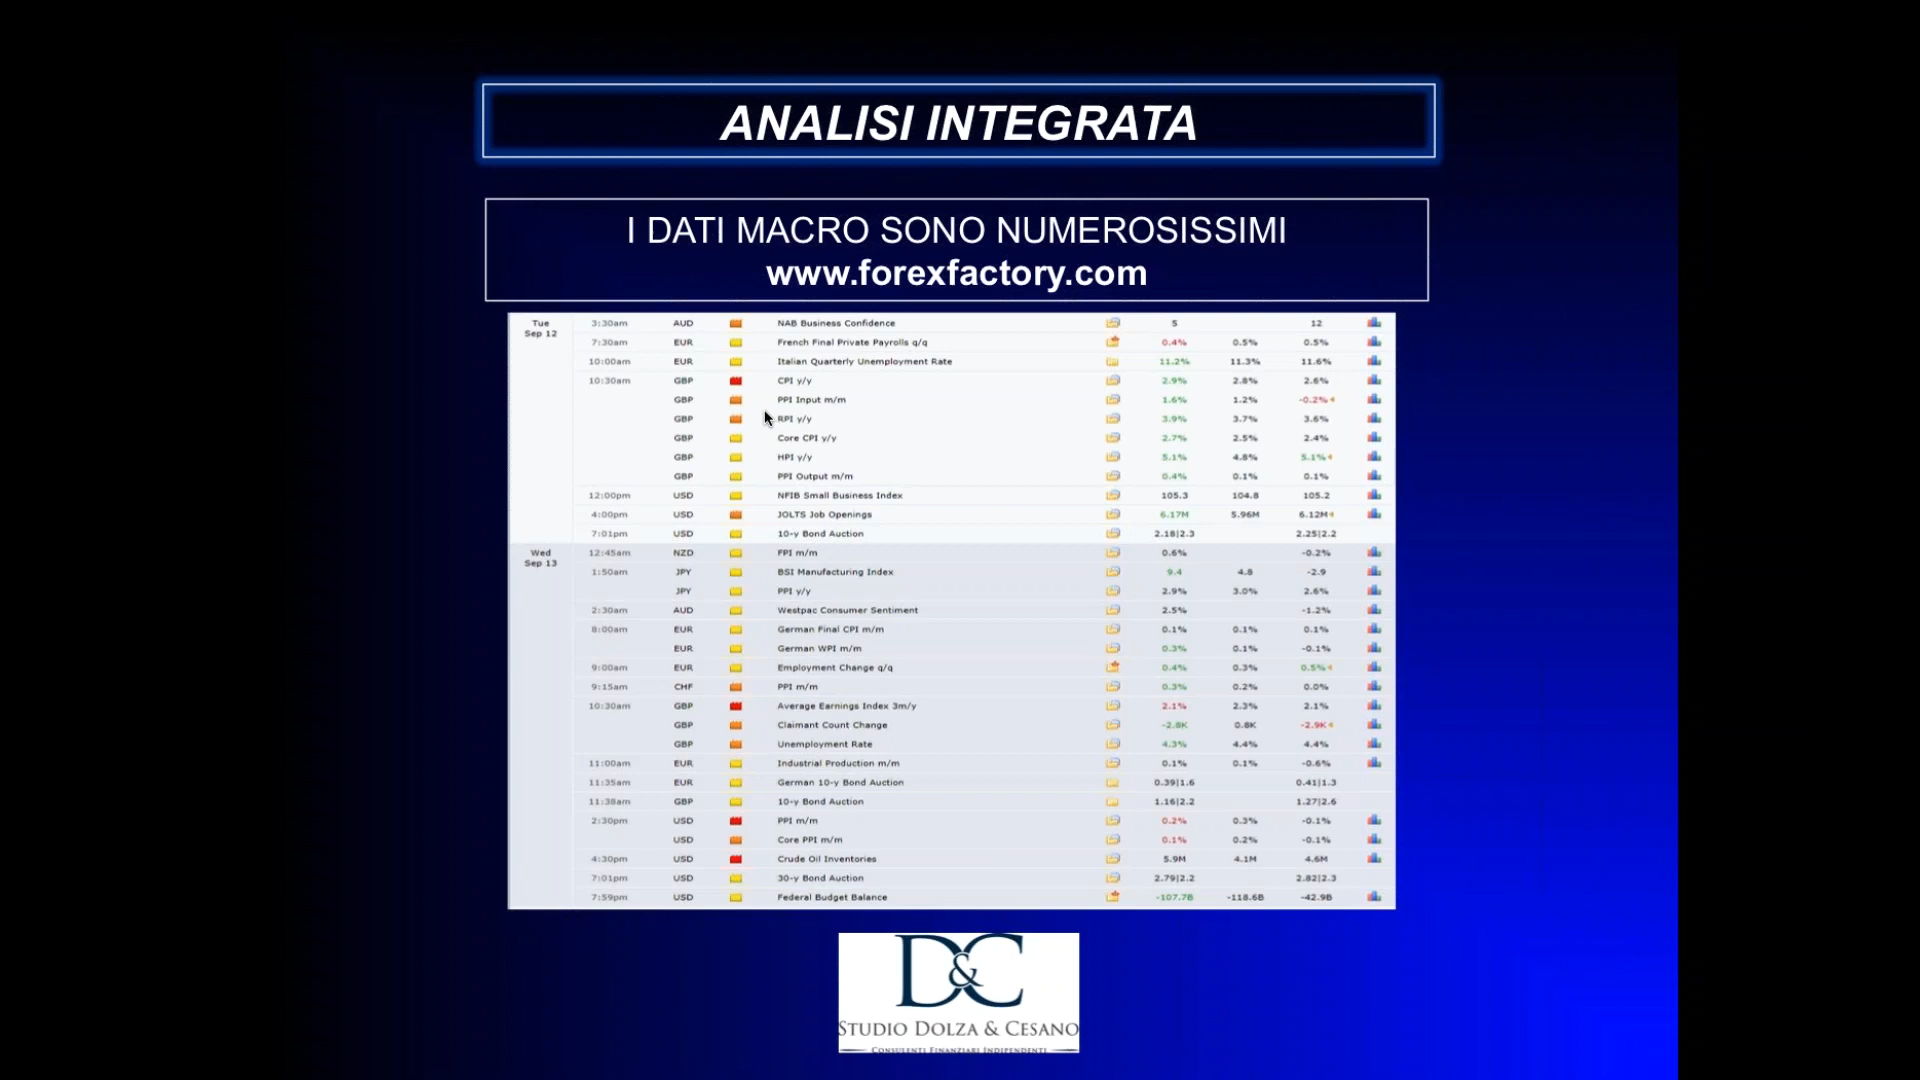 ANALISI INTEGRATA
I DATI MACRO SONO NUMEROSISSIMI
www.forexfactory.com
Tue Sep 12 3:30am AUD NAB Business Confidence 5 12
7:30am EUR French Final Private Payrolls q/q 0.4% 0.5% 0.5%
10:00am EUR Italian Quarterly Unemployment Rate 11.2% 11.3% 11.6%
10:30am GBP CPI y/y 2.9% 2.8% 2.6%
GBP PPI Input m/m 1.6% 1.2% -0.2%
GBP RPI y/y 3.9% 3.7% 3.6%
GBP Core CPI y/y 2.7% 2.5% 2.4%
GBP HPI y/y 5.1% 4.8% 5.1%
GBP PPI Output m/m 0.4% 0.1% 0.1%
12:00pm USD NFIB Small Business Index 105.3 104.8 105.2
4:00pm USD JOLTS Job Openings 6.17M 5.96M 6.12M
7:01pm USD 10-y Bond Auction 2.18|2.3 2.25|2.2
Wed Sep 13 12:45am NZD FPI m/m 0.6% -0.2%
1:50am JPY BSI Manufacturing Index 9.4 4.8 -2.9
JPY PPI y/y 2.9% 3.0% 2.6%
2:30am AUD Westpac Consumer Sentiment 2.5% -1.2%
8:00am EUR German Final CPI m/m 0.1% 0.1% 0.1%
EUR German WPI m/m 0.3% 0.1% -0.1%
9:00am EUR Employment Change q/q 0.4% 0.3% 0.5%
9:15am CHF PPI m/m 0.3% 0.2% 0.0%
10:30am GBP Average Earnings Index 3m/y 2.1% 2.3% 2.1%
GBP Claimant Count Change -2.8K 0.8K -2.9K
GBP Unemployment Rate 4.3% 4.4% 4.4%
11:00am EUR Industrial Production m/m 0.1% 0.1% -0.6%
11:35am EUR German 10-y Bond Auction 0.39|1.6 0.41|1.3
11:38am GBP 10-y Bond Auction 1.16|2.2 1.27|2.6
2:30pm USD PPI m/m 0.2% 0.3% -0.1%
USD Core PPI m/m 0.1% 0.2% -0.1%
4:30pm USD Crude Oil Inventories 5.9M 4.1M 4.6M
7:01pm USD 30-y Bond Auction 2.79|2.2 2.82|2.3
7:59pm USD Federal Budget Balance -107.7B -118.6B -42.9B
D&C
STUDIO DOLZA & CESANO
CONSULENTI FINANZIARI INDIPENDENTI